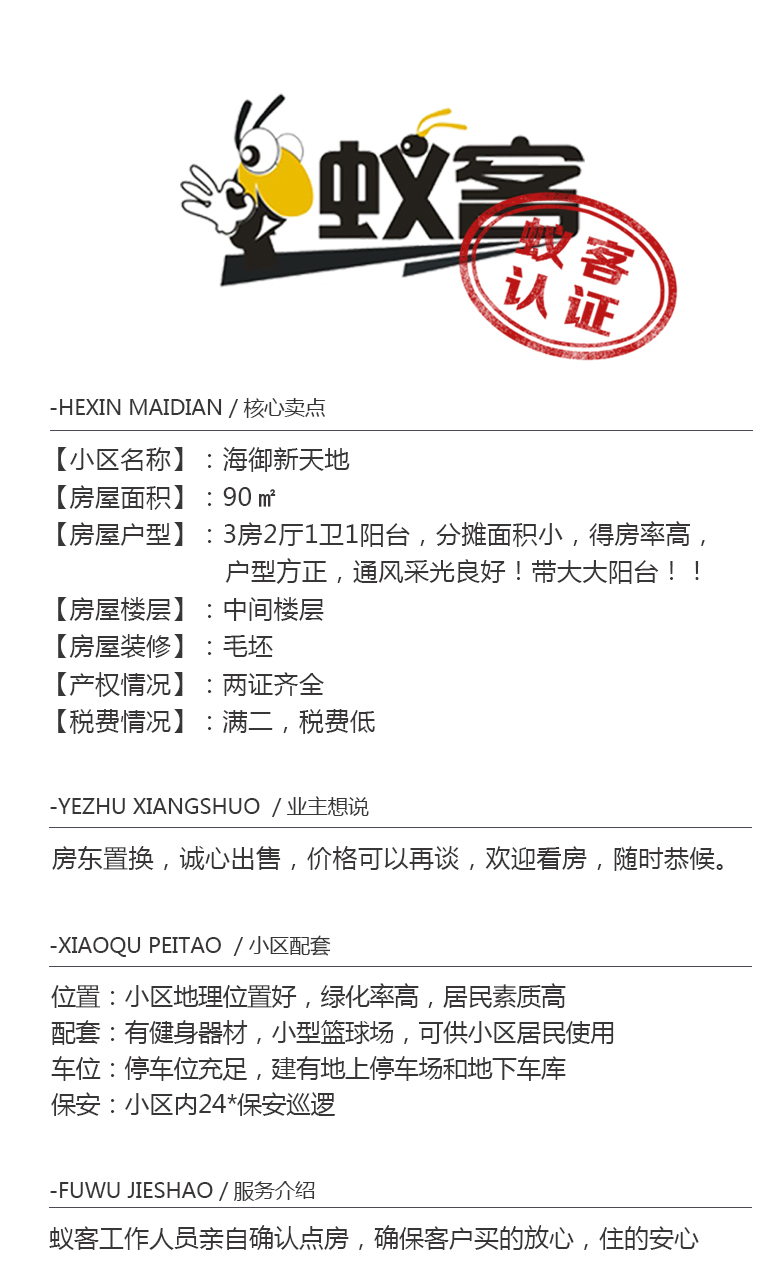 蚁客
蚁客
认证
-HEXIN MAIDIAN / 核心卖点
【小区名称】：海御新天地
【房屋面积】：90㎡
【房屋户型】：3房2厅1卫1阳台，分摊面积小，得房率高，
户型方正，通风采光良好！带大大阳台！！
【房屋楼层】：中间楼层
【房屋装修】：毛坯
【产权情况】：两证齐全
【税费情况】：满二，税费低
-YEZHU XIANGSHUO / 业主想说
房东置换，诚心出售，价格可以再谈，欢迎看房，随时恭候。
-XIAOQU PEITAO / 小区配套
位置：小区地理位置好，绿化率高，居民素质高
配套：有健身器材，小型篮球场，可供小区居民使用
车位：停车位充足，建有地上停车场和地下车库
保安：小区内24*保安巡逻
-FUWU JIESHAO / 服务介绍
蚁客工作人员亲自确认点房，确保客户买的放心，住的安心